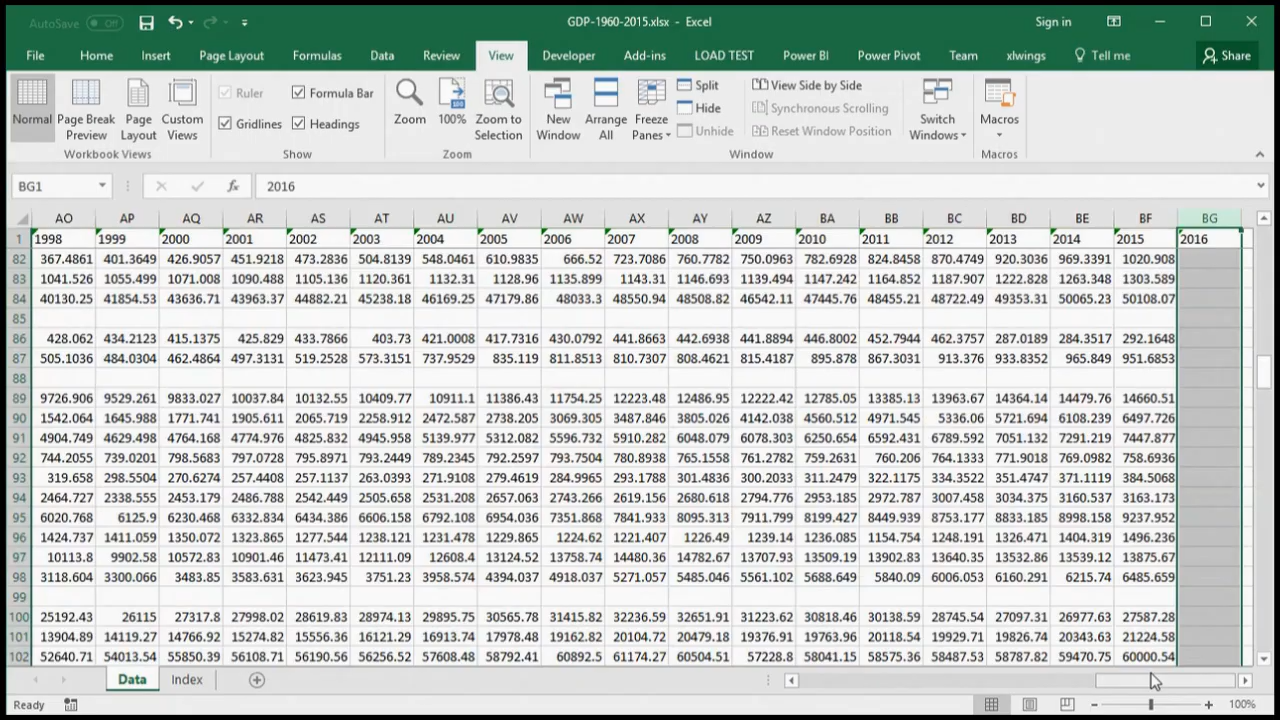 AutoSave GDP-1960-2015.xlsx - Excel Sign in
File Home Insert Page Layout Formulas Data Review View Developer Add-ins LOAD TEST Power BI Power Pivot Team xlwings Tell me Share
Normal Page Break Preview Page Layout Custom Views Ruler Formula Bar Gridlines Headings Zoom 100% Zoom to Selection New Window Arrange All Freeze Panes Split Hide Unhide View Side by Side Synchronous Scrolling Reset Window Position Switch Windows Macros
Workbook Views Show Zoom Window Macros
BG1 fx 2016
AO AP AQ AR AS AT AU AV AW AX AY AZ BA BB BC BD BE BF BG
1 1998 1999 2000 2001 2002 2003 2004 2005 2006 2007 2008 2009 2010 2011 2012 2013 2014 2015 2016
82 367.4861 401.3649 426.9057 451.9218 473.2836 504.8139 548.0461 610.9835 666.52 723.7086 760.7782 750.0963 782.6928 824.8458 870.4749 920.3036 969.3391 1020.908
83 1041.526 1055.499 1071.008 1090.488 1105.136 1120.361 1132.31 1128.96 1135.899 1143.31 1146.693 1139.494 1147.242 1164.852 1187.907 1222.828 1263.348 1303.589
84 40130.25 41854.53 43636.71 43963.37 44882.21 45238.18 46169.25 47179.86 48033.3 48550.94 48508.82 46542.11 47445.76 48455.21 48722.49 49353.31 50065.23 50108.07
85
86 428.062 434.2123 415.1375 425.829 433.7866 403.73 421.0008 417.7316 430.0792 441.8663 442.6938 441.8894 446.8002 452.7944 462.3757 287.0189 284.3517 292.1648
87 505.1036 484.0304 462.4864 497.3131 519.2528 573.3151 737.9529 835.119 811.8513 810.7307 808.4621 815.4187 895.878 867.3031 913.376 933.8352 965.849 951.6853
88
89 9726.906 9529.261 9833.027 10037.84 10132.55 10409.77 10911.1 11386.43 11754.25 12223.48 12486.95 12222.42 12785.05 13385.13 13963.67 14364.14 14479.76 14660.51
90 1542.064 1645.988 1771.741 1905.611 2065.719 2258.912 2472.587 2738.205 3069.305 3487.846 3805.026 4142.038 4560.512 4971.545 5336.06 5721.694 6108.239 6497.726
91 4904.749 4629.498 4764.168 4774.976 4825.832 4945.958 5139.977 5312.082 5596.732 5910.282 6048.079 6078.303 6250.654 6592.431 6789.592 7051.132 7291.219 7447.877
92 744.2055 739.0201 798.5683 797.0728 795.8971 793.2449 789.2235 792.2597 793.7504 780.8938 765.1558 761.2782 759.2631 760.206 764.1333 771.9018 769.0982 758.6936
93 319.658 298.5504 270.6274 257.4408 257.1137 263.0393 271.9108 279.4619 284.9965 293.1788 301.4836 300.2033 311.2479 322.1175 334.3522 351.4747 371.1119 384.5068
94 2464.727 2338.555 2453.179 2486.788 2542.449 2505.658 2531.208 2657.063 2743.266 2619.156 2680.618 2794.776 2953.185 2972.787 3007.458 3034.375 3160.537 3163.173
95 6020.768 6125.9 6230.468 6332.834 6434.386 6606.158 6792.108 6954.036 7351.868 7841.933 8095.313 7911.799 8199.427 8449.939 8753.177 8833.185 8998.158 9237.952
96 1424.737 1411.059 1350.072 1323.865 1277.544 1238.121 1231.478 1229.865 1224.62 1221.407 1226.49 1239.14 1236.085 1154.754 1248.191 1326.471 1404.319 1496.236
97 10113.8 9902.58 10572.83 10901.46 11473.41 12111.09 12608.4 13124.52 13758.74 14480.36 14782.67 13707.93 13509.19 13902.83 13640.35 13532.86 13539.12 13875.67
98 3118.604 3300.066 3483.85 3583.631 3623.945 3751.23 3958.574 4394.037 4918.037 5271.057 5485.046 5561.102 5688.649 5840.09 6006.053 6160.291 6215.74 6485.659
99
100 25192.43 26115 27317.8 27998.02 28619.83 28974.13 29895.75 30565.78 31415.82 32236.59 32651.91 31223.62 30818.46 30138.59 28745.54 27097.31 26977.63 27587.28
101 13904.89 14119.27 14766.92 15274.82 15556.36 16121.29 16913.74 17978.48 19162.82 20104.72 20479.18 19376.91 19763.96 20118.54 19929.71 19826.74 20343.63 21224.58
102 52640.71 54013.54 55850.39 56108.71 56190.56 56256.52 57608.48 58792.41 60892.5 61174.27 60504.51 57228.8 58041.15 58575.36 58487.53 58787.82 59470.75 60000.54
Data Index
Ready 100%